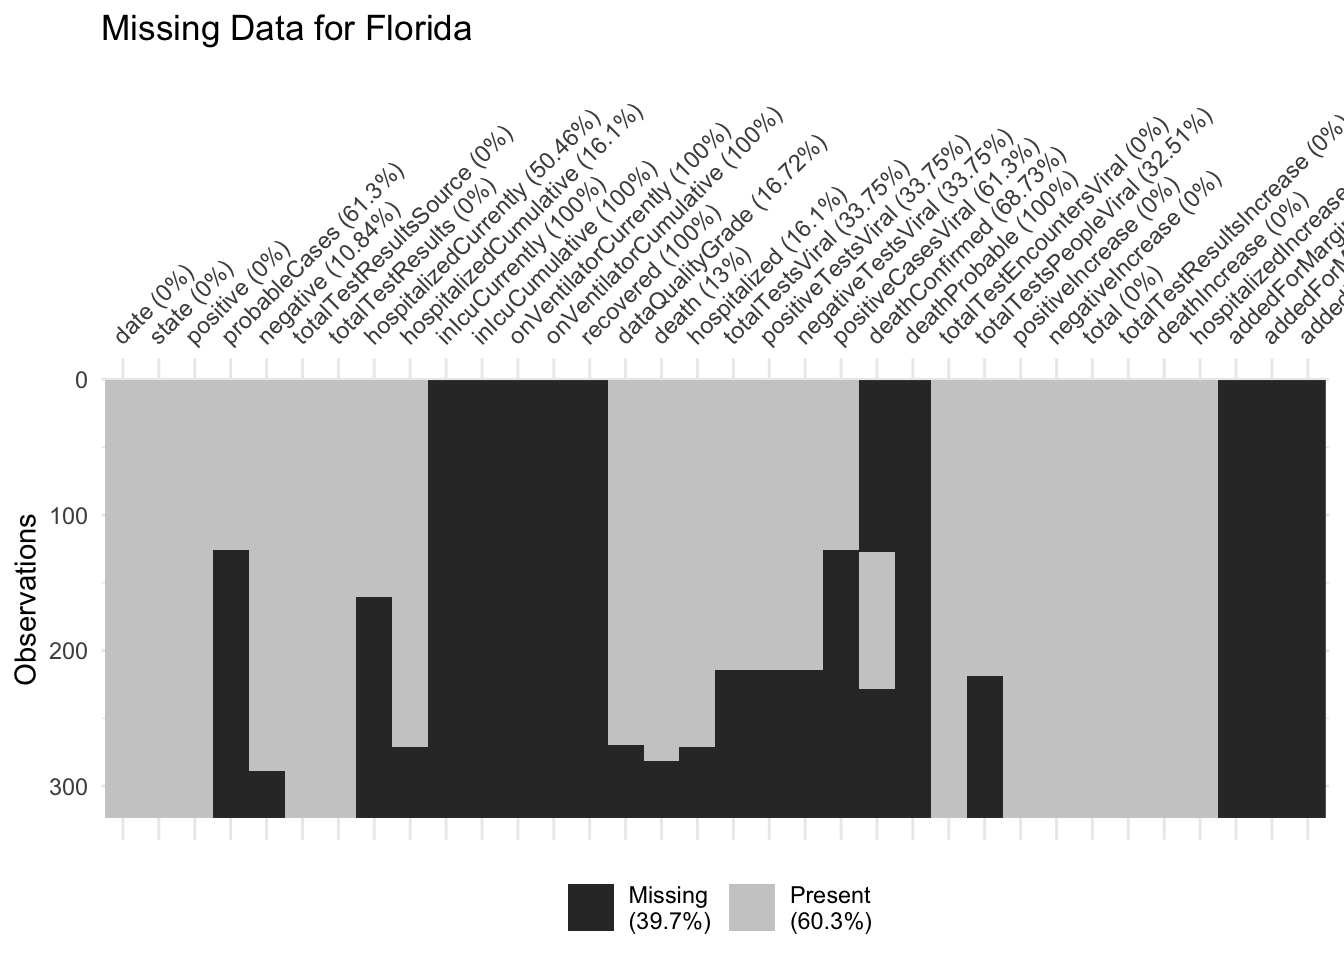 Missing Data for Florida
date (0%)
state (0%)
positive (0%)
probableCases (61.3%)
negative (10.84%)
totalTestResultsSource (0%)
totalTestResults (0%)
hospitalizedCurrently (50.46%)
hospitalizedCumulative (16.1%)
inIcuCurrently (100%)
inIcuCumulative (100%)
onVentilatorCurrently (100%)
onVentilatorCumulative (100%)
recovered (100%)
dataQualityGrade (16.72%)
death (13%)
hospitalized (16.1%)
totalTestsViral (33.75%)
positiveTestsViral (33.75%)
negativeTestsViral (33.75%)
positiveCasesViral (61.3%)
deathConfirmed (68.73%)
deathProbable (100%)
totalTestEncountersViral (0%)
totalTestsPeopleViral (32.51%)
positiveIncrease (0%)
negativeIncrease (0%)
total (0%)
totalTestResultsIncrease (0%)
deathIncrease (0%)
hospitalizedIncrease
Observations
0
100
200
300
Missing
(39.7%)
Present
(60.3%)